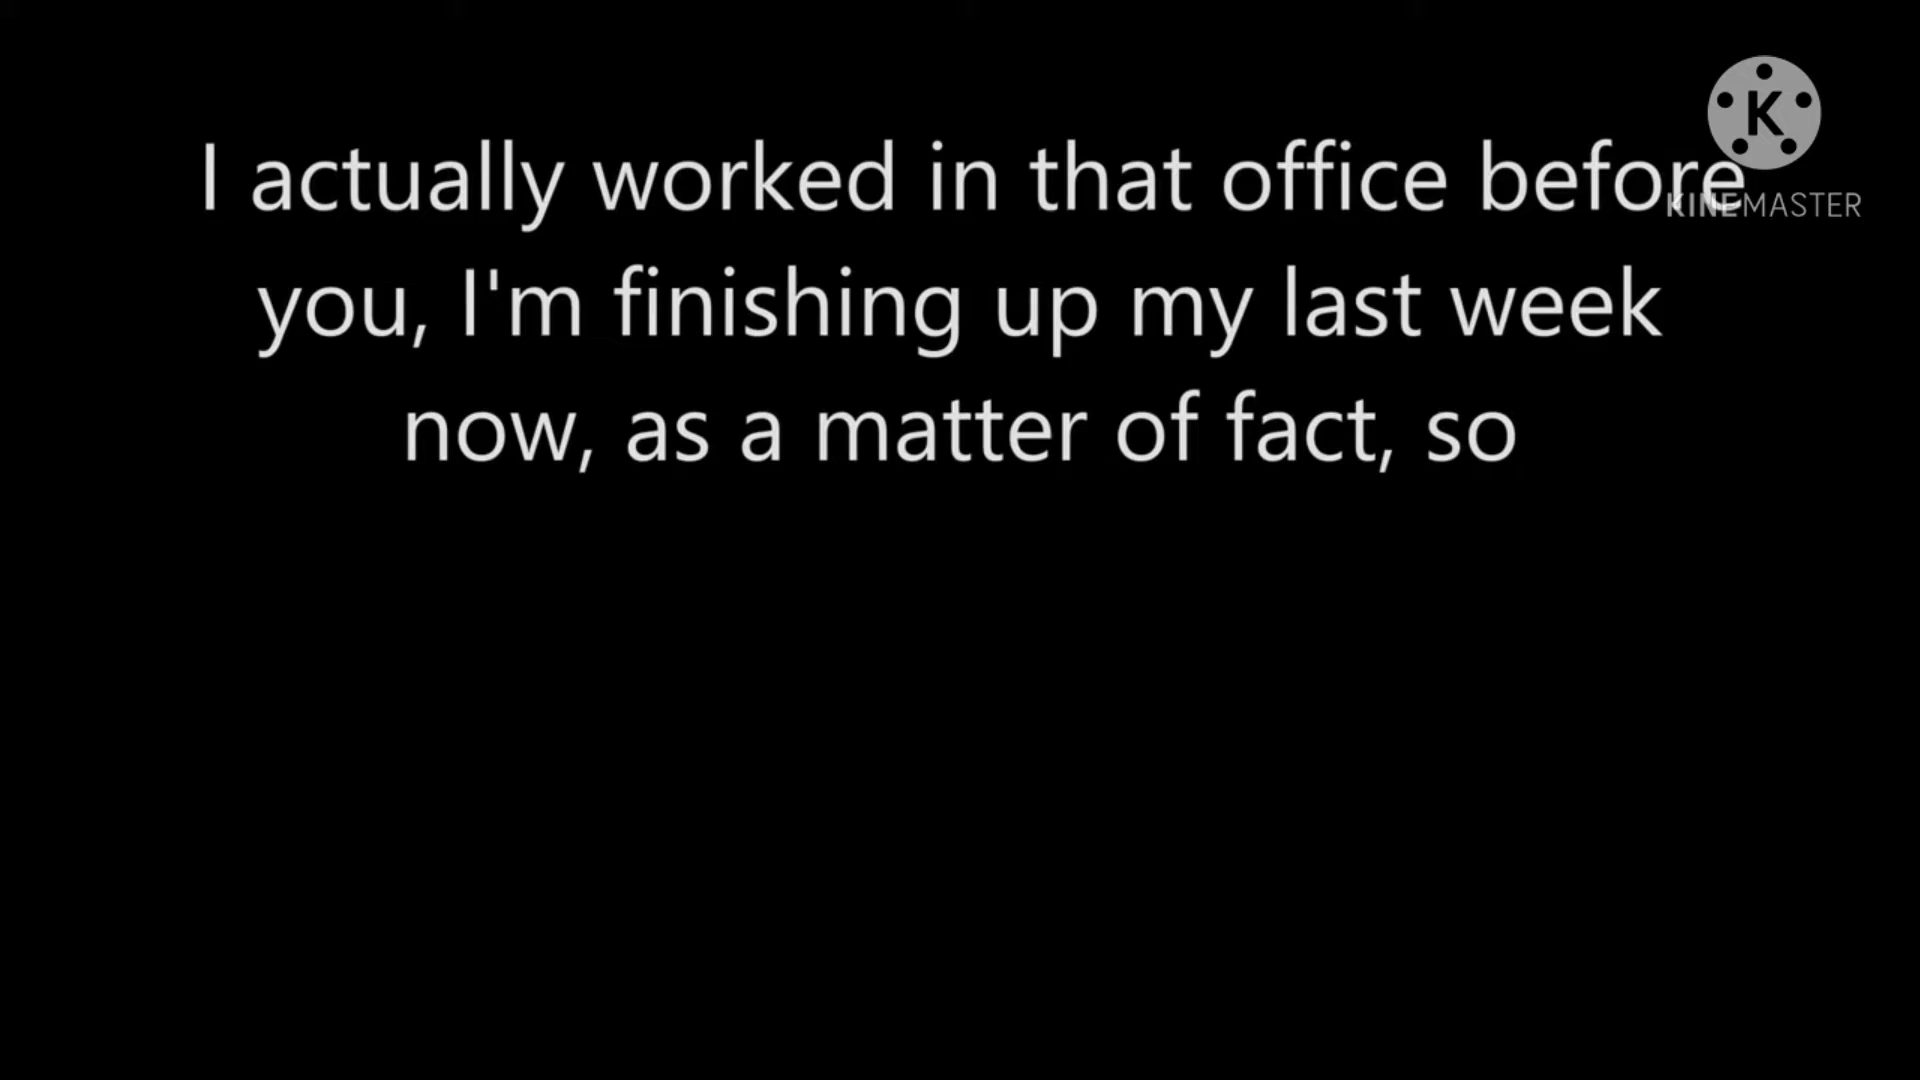 I actually worked in that office before
you, I'm finishing up my last week
now, as a matter of fact, so
K
KINEMASTER